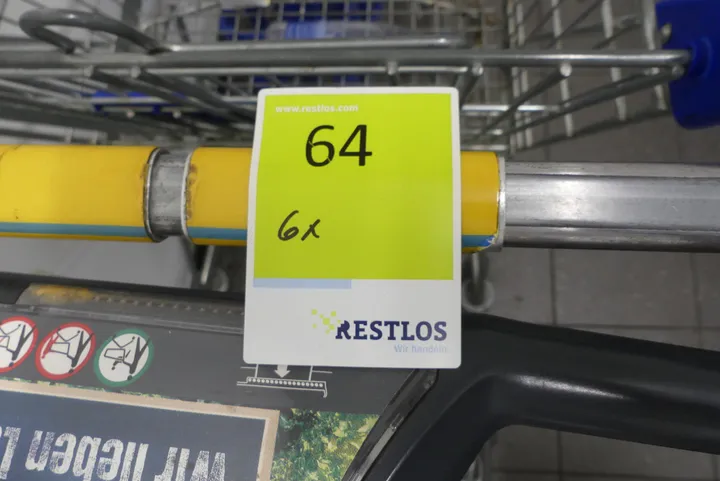 www.restlos.com
64
6x
RESTLOS
Wir handeln
wir lieben L